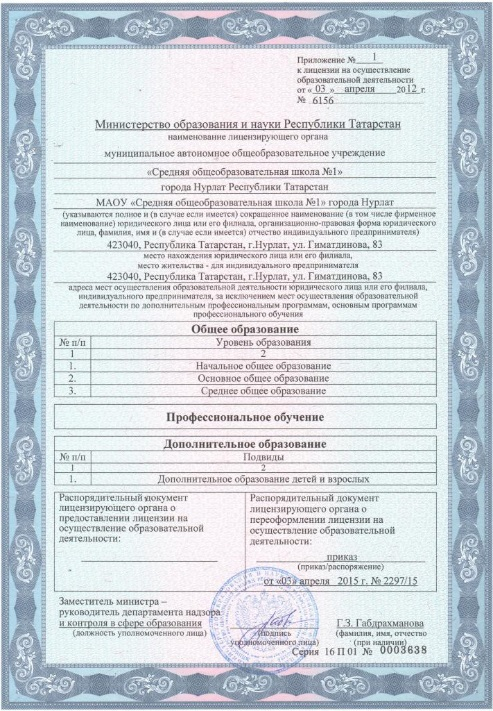 Приложение № 1
к лицензии на осуществление
образовательной деятельности
от «03» апреля 2012 г.
№ 6156
Министерство образования и науки Республики Татарстан
наименование лицензирующего органа
муниципальное автономное общеобразовательное учреждение
«Средняя общеобразовательная школа №1»
города Нурлат Республики Татарстан
МАОУ «Средняя общеобразовательная школа №1» города Нурлат
(указываются полное и (в случае если имеется) сокращенное наименование (в том числе фирменное
наименование) юридического лица или его филиала, организационно-правовая форма юридического
лица, фамилия, имя и (в случае если имеется) отчество индивидуального предпринимателя)
423040, Республика Татарстан, г.Нурлат, ул. Гиматдинова, 83
место нахождения юридического лица или его филиала,
место жительства - для индивидуального предпринимателя
423040, Республика Татарстан, г.Нурлат, ул. Гиматдинова, 83
адреса мест осуществления образовательной деятельности юридического лица или его филиала,
индивидуального предпринимателя, за исключением мест осуществления образовательной
деятельности по дополнительным профессиональным программам, основным программам
профессионального обучения
Общее образование
№ п/п Уровень образования
1 2
1. Начальное общее образование
2. Основное общее образование
3. Среднее общее образование
Профессиональное обучение
Дополнительное образование
№ п/п Подвиды
1 2
1. Дополнительное образование детей и взрослых
Распорядительный документ
лицензирующего органа о
предоставлении лицензии на
осуществление образовательной
деятельности:
Распорядительный документ
лицензирующего органа о
переоформлении лицензии на
осуществление образовательной
деятельности:
приказ
(приказ/распоряжение)
от «03» апреля 2015 г. № 2297/15
Заместитель министра –
руководитель департамента надзора
и контроля в сфере образования
(должность уполномоченного лица)
(подпись
уполномоченного лица)
Г.З. Габдрахманова
(фамилия, имя, отчество
(при наличии)
Серия 16 П 01 № 0003638